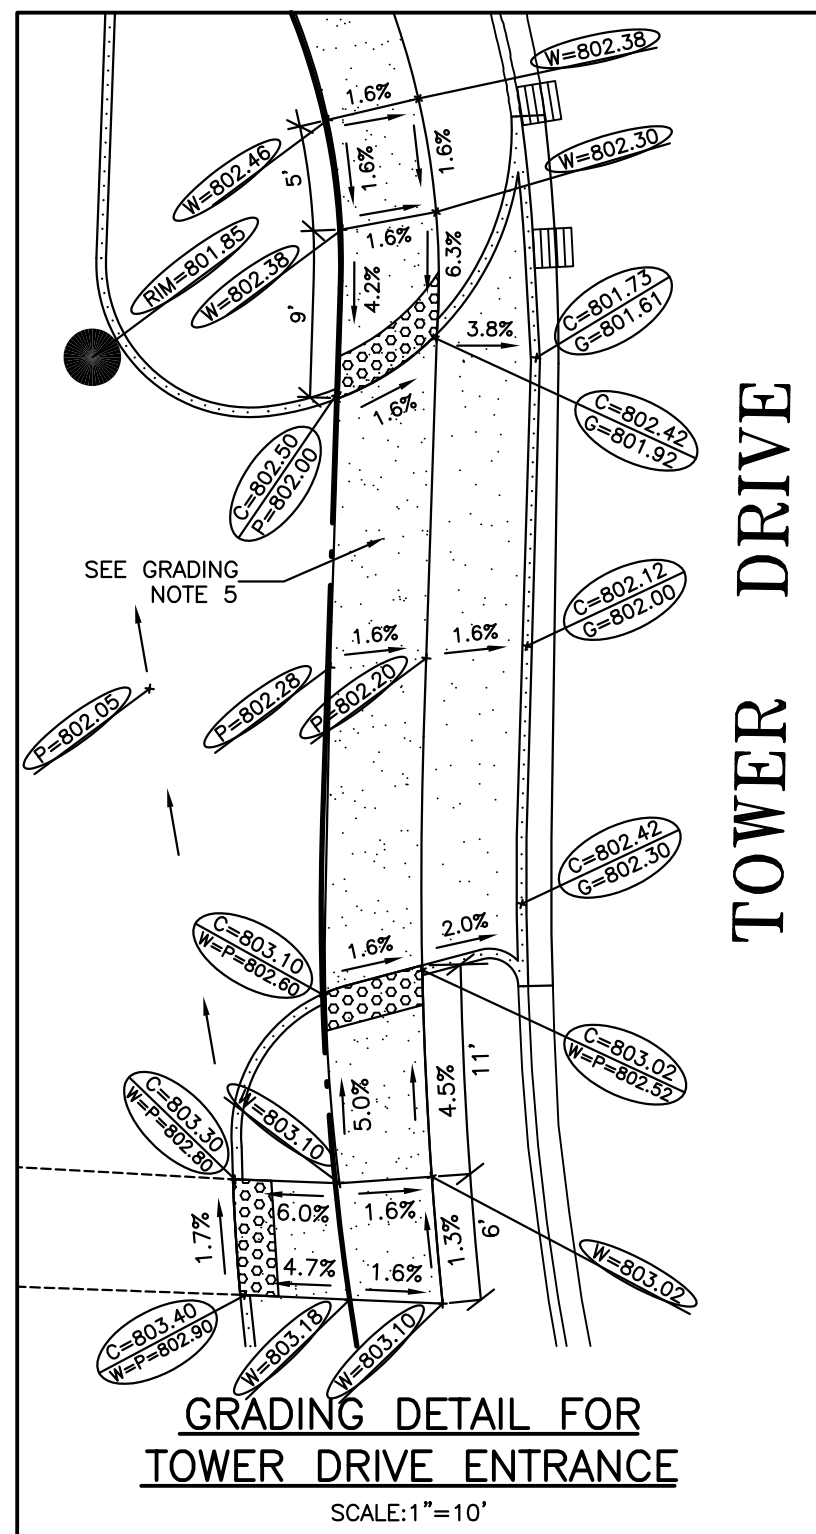 W=802.38
1.6%
W=802.46
5'
1.6%
1.6%
W=802.30
RIM=801.85
W=802.38
1.6%
6.3%
4.2%
9'
C=801.73
G=801.61
3.8%
1.6%
C=802.42
G=801.92
C=802.50
P=802.00
SEE GRADING
NOTE 5
C=802.12
G=802.00
1.6%
1.6%
P=802.05
P=802.28
P=802.20
TOWER DRIVE
C=802.42
G=802.30
C=803.10
W=P=802.60
1.6%
2.0%
C=803.02
W=P=802.52
C=803.30
W=P=802.80
W=803.10
5.0%
4.5%
11'
1.7%
6.0%
1.6%
1.3%
6'
4.7%
1.6%
W=803.02
C=803.40
W=P=802.90
W=803.18
W=803.10
GRADING DETAIL FOR
TOWER DRIVE ENTRANCE
SCALE:1"=10'